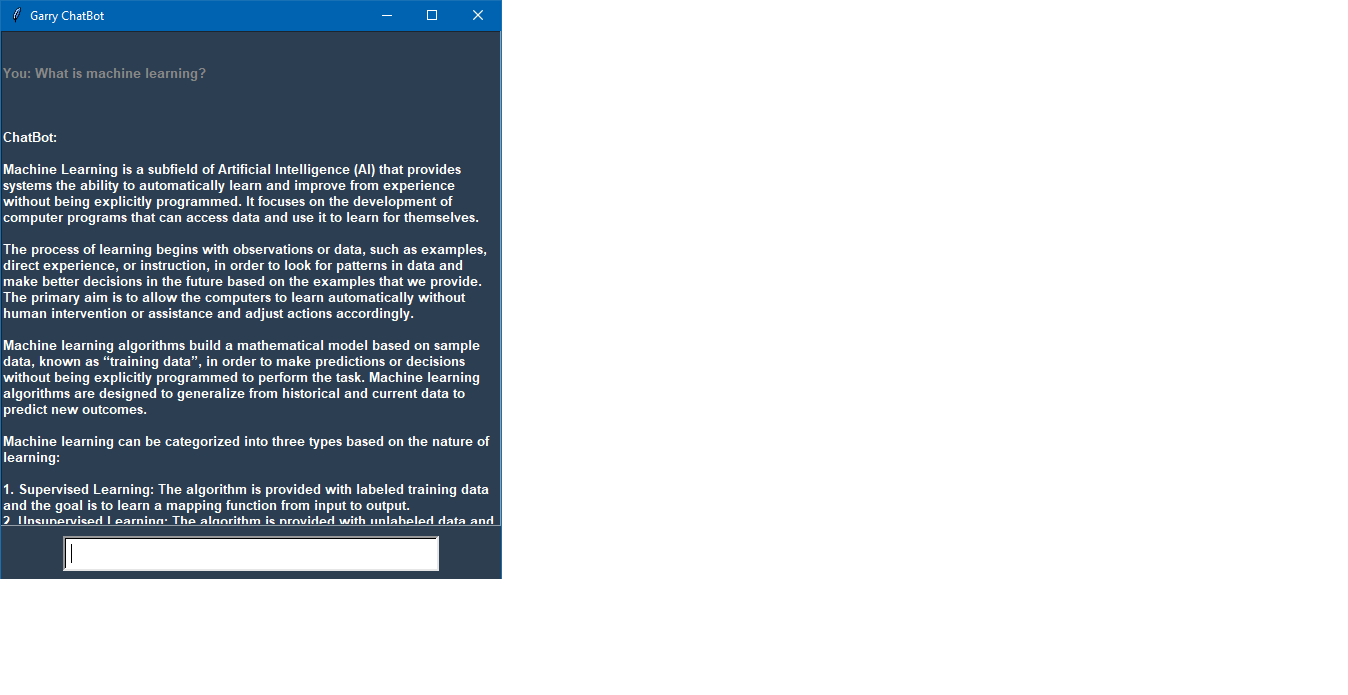 Garry ChatBot
You: What is machine learning?
ChatBot:
Machine Learning is a subfield of Artificial Intelligence (AI) that provides
systems the ability to automatically learn and improve from experience
without being explicitly programmed. It focuses on the development of
computer programs that can access data and use it to learn for themselves.
The process of learning begins with observations or data, such as examples,
direct experience, or instruction, in order to look for patterns in data and
make better decisions in the future based on the examples that we provide.
The primary aim is to allow the computers to learn automatically without
human intervention or assistance and adjust actions accordingly.
Machine learning algorithms build a mathematical model based on sample
data, known as “training data”, in order to make predictions or decisions
without being explicitly programmed to perform the task. Machine learning
algorithms are designed to generalize from historical and current data to
predict new outcomes.
Machine learning can be categorized into three types based on the nature of
learning:
1. Supervised Learning: The algorithm is provided with labeled training data
and the goal is to learn a mapping function from input to output.
2. Unsupervised Learning: The algorithm is provided with unlabeled data and